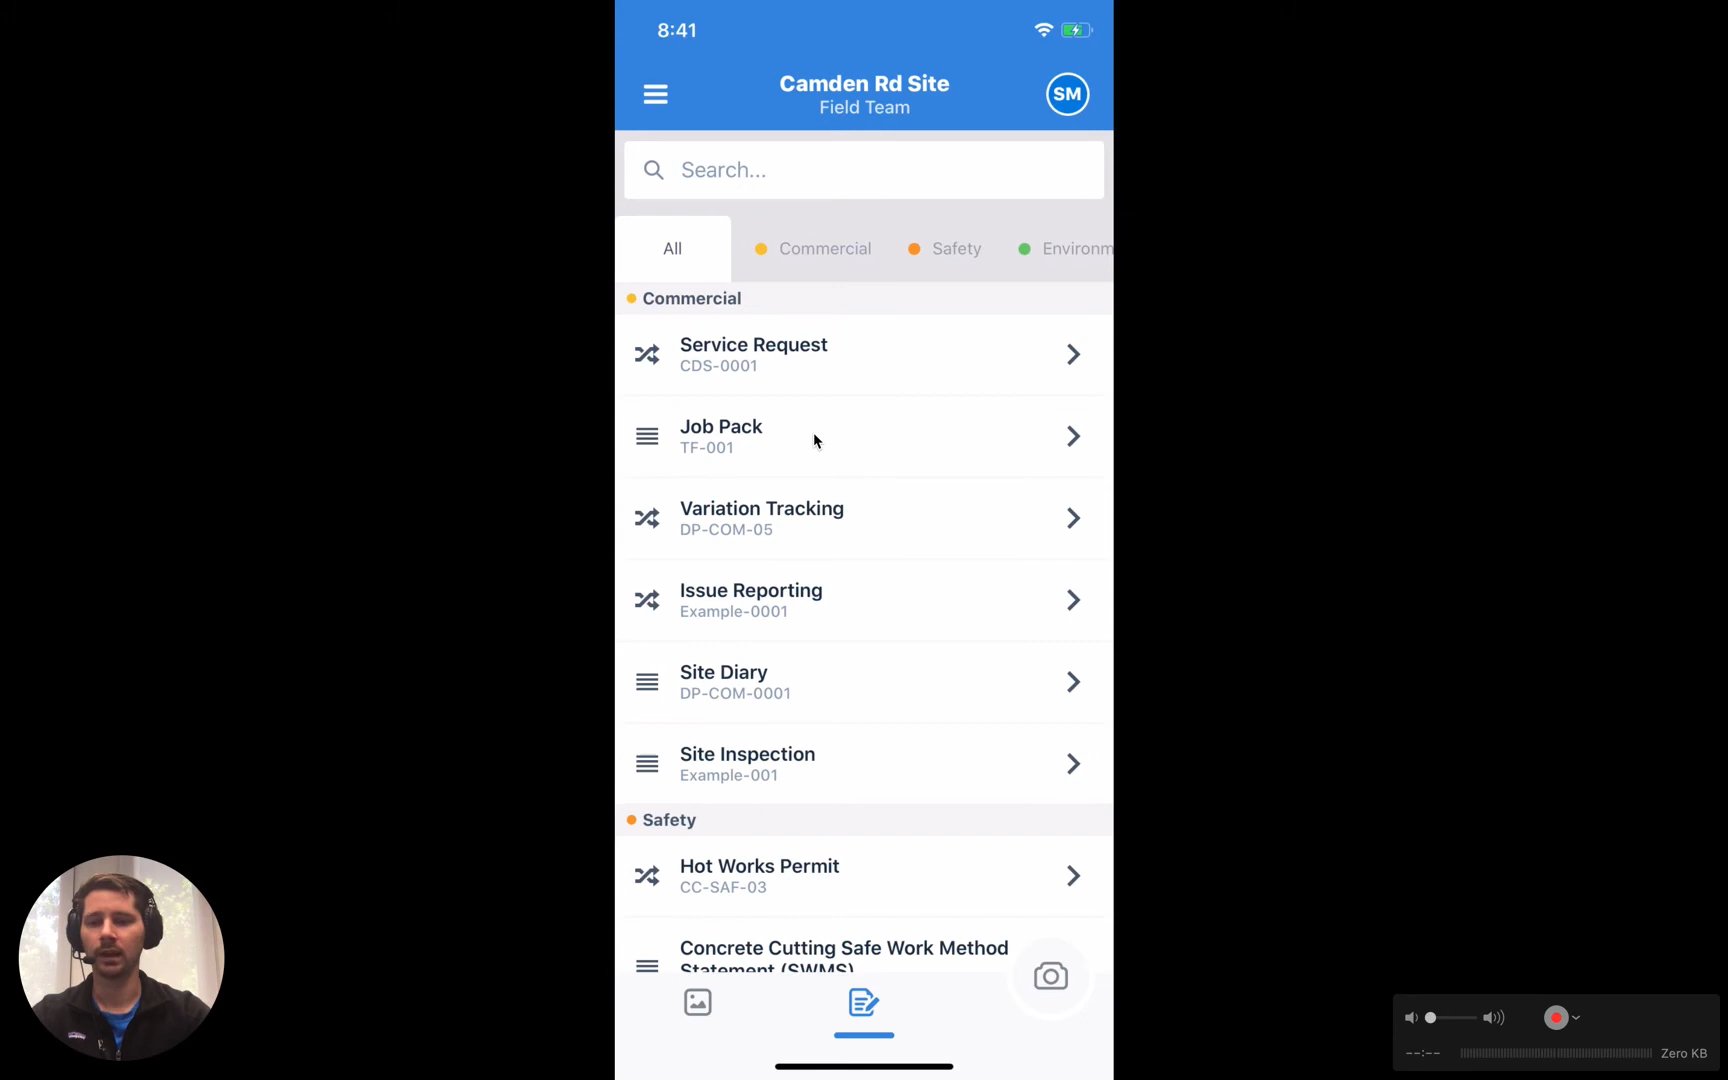 8:41
Camden Rd Site
SM
Field Team
Search...
All
Commercial
Safety
Environm
Commercial
Service Request
CDS-0001
Job Pack
TF-001
Variation Tracking
DP-COM-05
Issue Reporting
Example-0001
Site Diary
DP-COM-0001
Site Inspection
Example-001
Safety
Hot Works Permit
CC-SAF-03
Concrete Cutting Safe Work Method
Statement (SWMS)
--:--
Zero KB